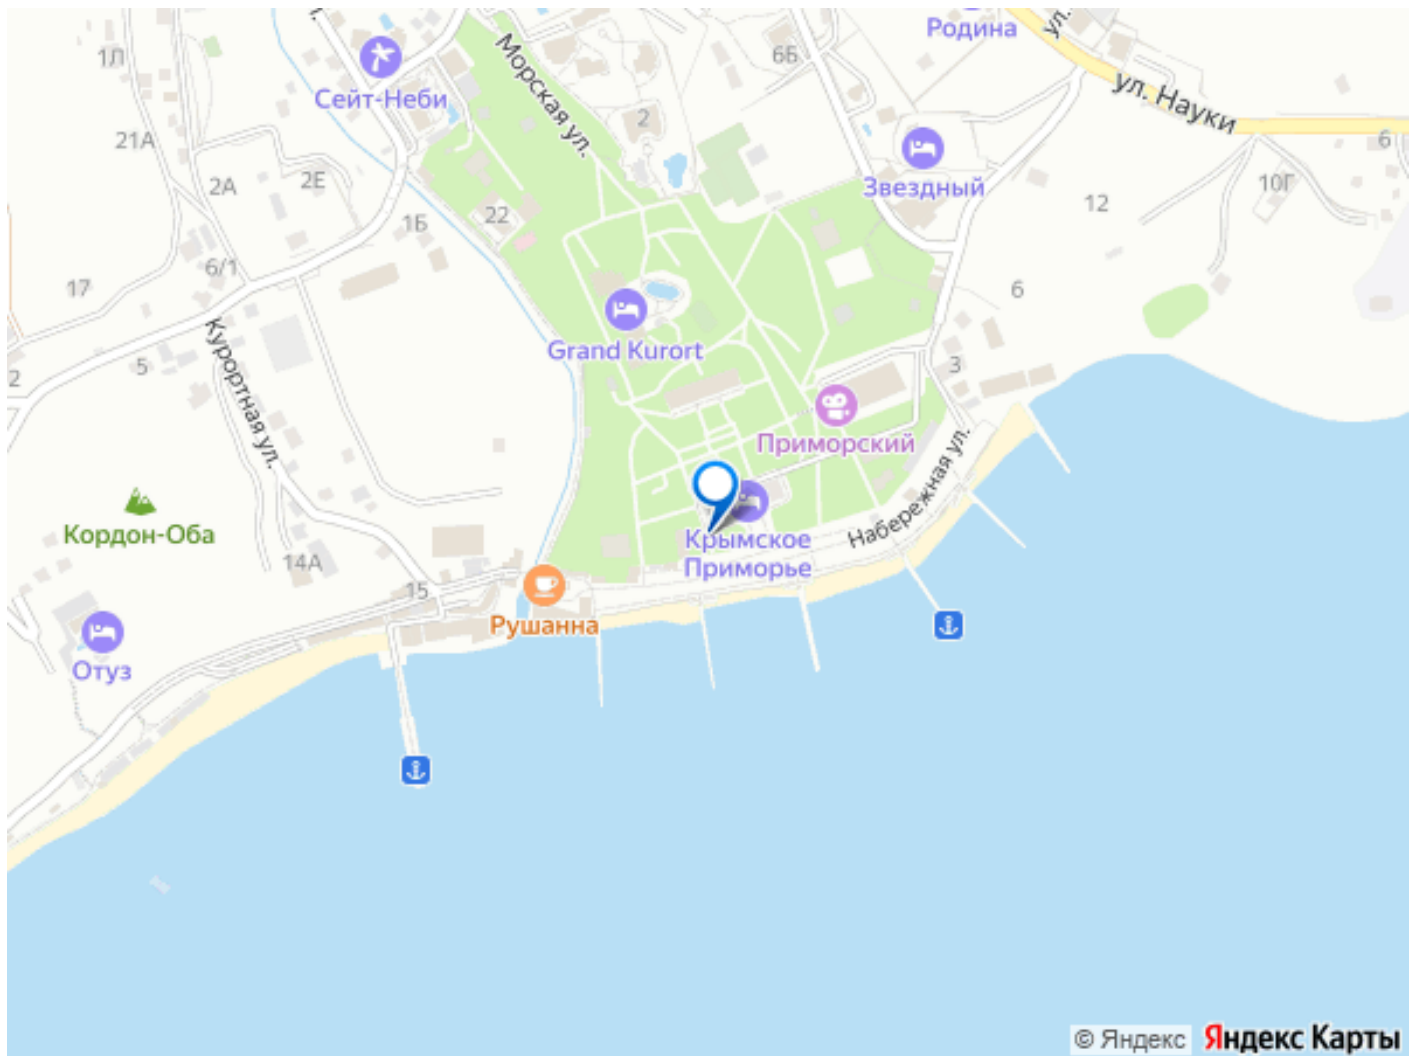 Родина
ул.
1Л
6Б
Морская ул.
Сейт-Неби
ул. Науки
2
21А
6
Звездный
2А
2Е
10Г
12
22
1Б
6/1
17
6
Grand Kurort
5
3
2
Курортная ул.
Приморский
Набережная ул.
Кордон-Оба
Крымское
Приморье
14А
15
Рушанна
Отуз
© Яндекс
Яндекс Карты